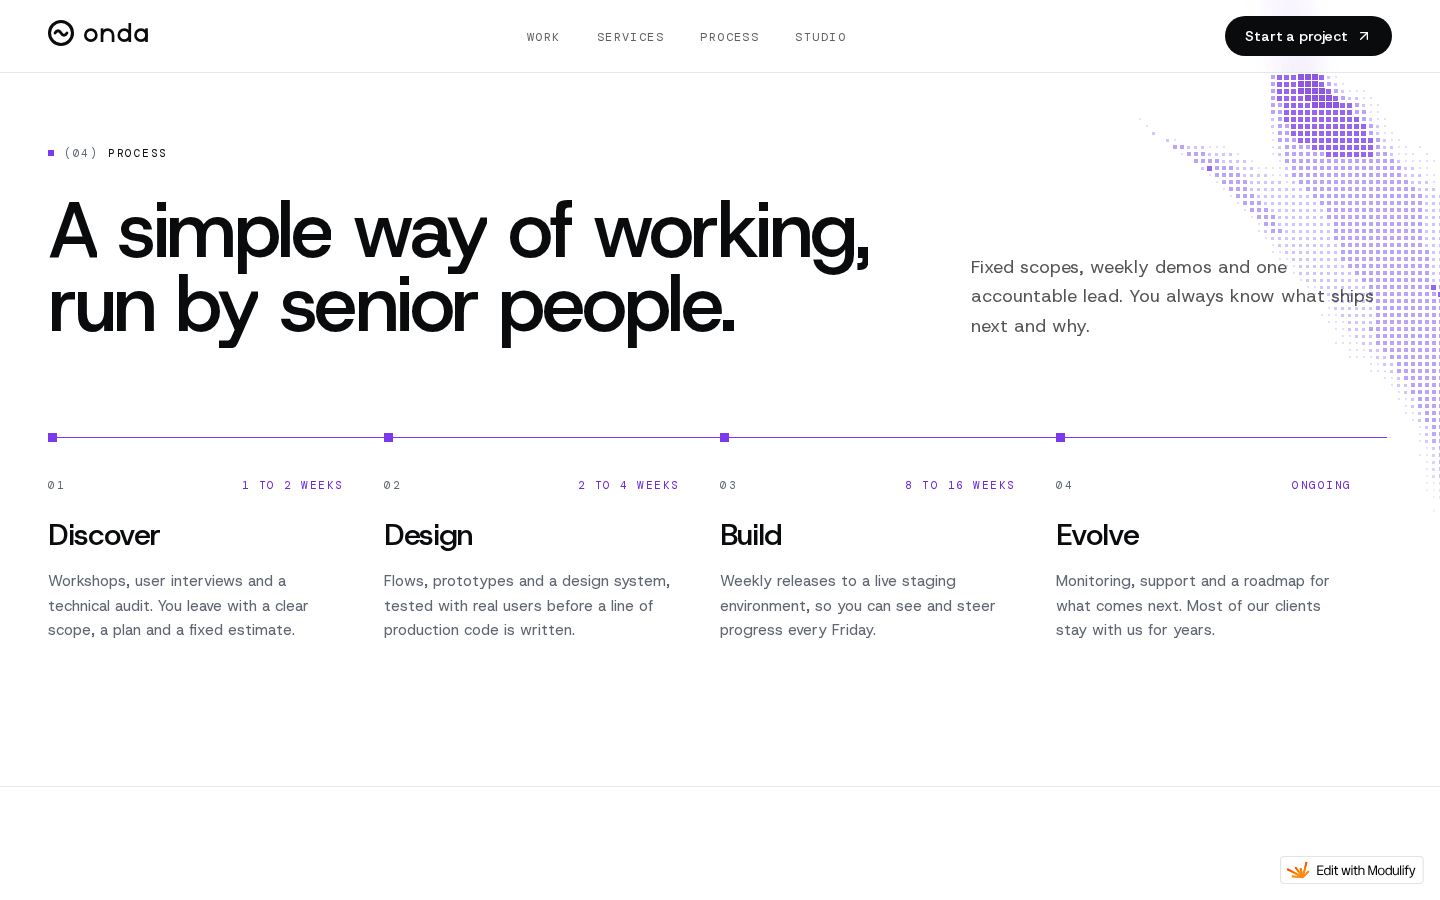 onda
WORK SERVICES PROCESS STUDIO
Start a project
(04) PROCESS
A simple way of working,
run by senior people.
Fixed scopes, weekly demos and one
accountable lead. You always know what ships
next and why.
01 1 TO 2 WEEKS
Discover
Workshops, user interviews and a
technical audit. You leave with a clear
scope, a plan and a fixed estimate.
02 2 TO 4 WEEKS
Design
Flows, prototypes and a design system,
tested with real users before a line of
production code is written.
03 8 TO 16 WEEKS
Build
Weekly releases to a live staging
environment, so you can see and steer
progress every Friday.
04 ONGOING
Evolve
Monitoring, support and a roadmap for
what comes next. Most of our clients
stay with us for years.
Edit with Modulify